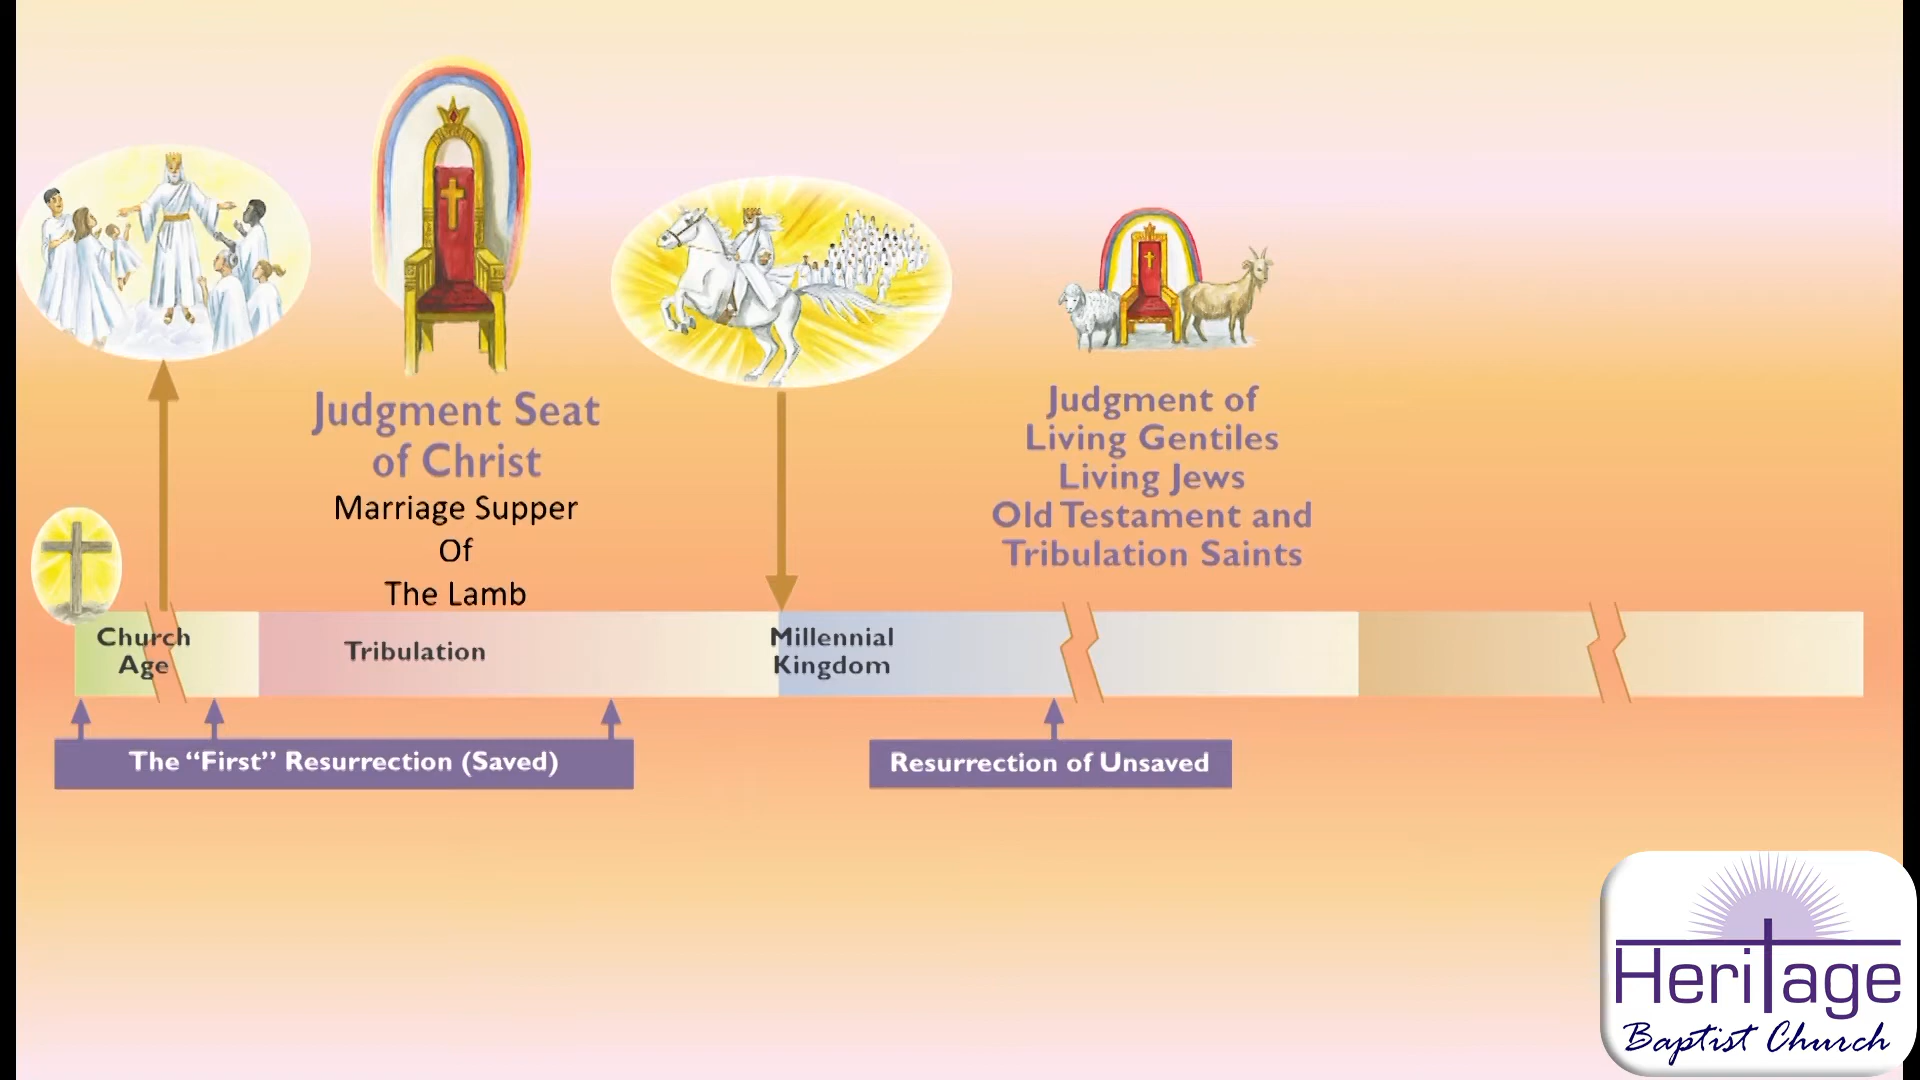 Judgment Seat
of Christ
Marriage Supper
Of
The Lamb
Judgment of
Living Gentiles
Living Jews
Old Testament and
Tribulation Saints
Church
Age
Tribulation
Millennial
Kingdom
The “First” Resurrection (Saved)
Resurrection of Unsaved
Heritage
Baptist Church